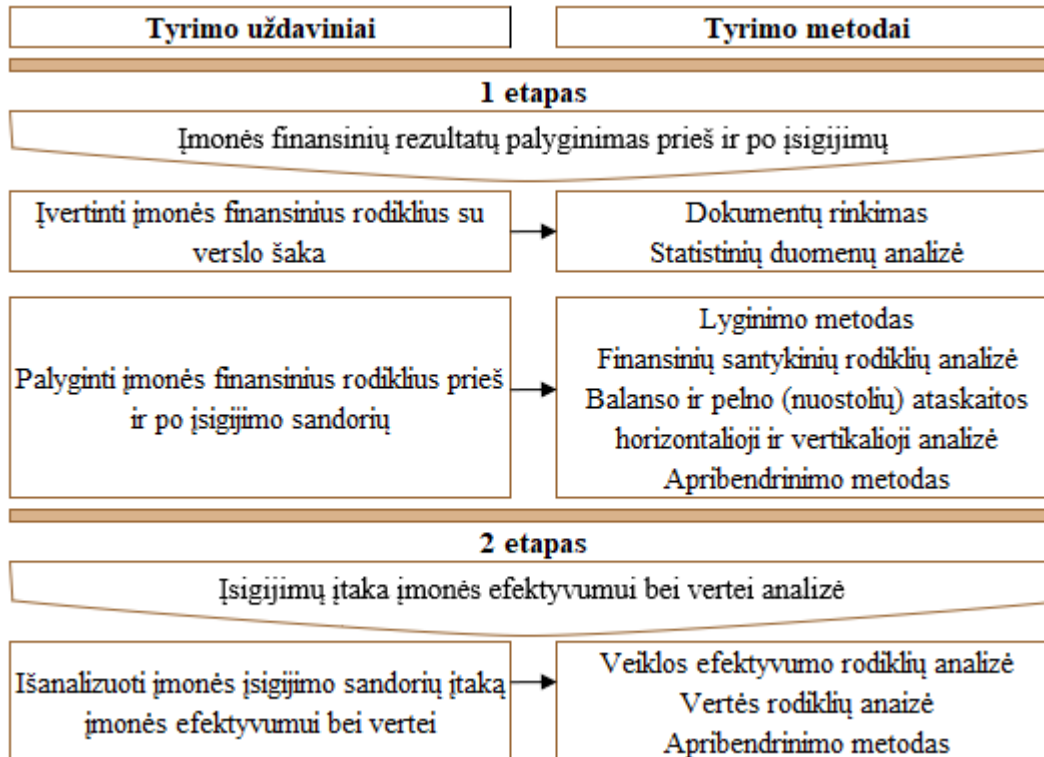 Tyrimo uždaviniai
Tyrimo metodai
1 etapas
Įmonės finansinių rezultatų palyginimas prieš ir po įsigijimų
Įvertinti įmonės finansinius rodiklius su
verslo šaka
Dokumentų rinkimas
Statistinių duomenų analizė
Palyginti įmonės finansinius rodiklius prieš
ir po įsigijimo sandorių
Lyginimo metodas
Finansinių santykinių rodiklių analizė
Balanso ir pelno (nuostolių) ataskaitos
horizontalioji ir vertikalioji analizė
Apribendrinimo metodas
2 etapas
Įsigijimų įtaka įmonės efektyvumui bei vertei analizė
Išanalizuoti įmonės įsigijimo sandorių įtaką
įmonės efektyvumui bei vertei
Veiklos efektyvumo rodiklių analizė
Vertės rodiklių anaizė
Apribendrinimo metodas